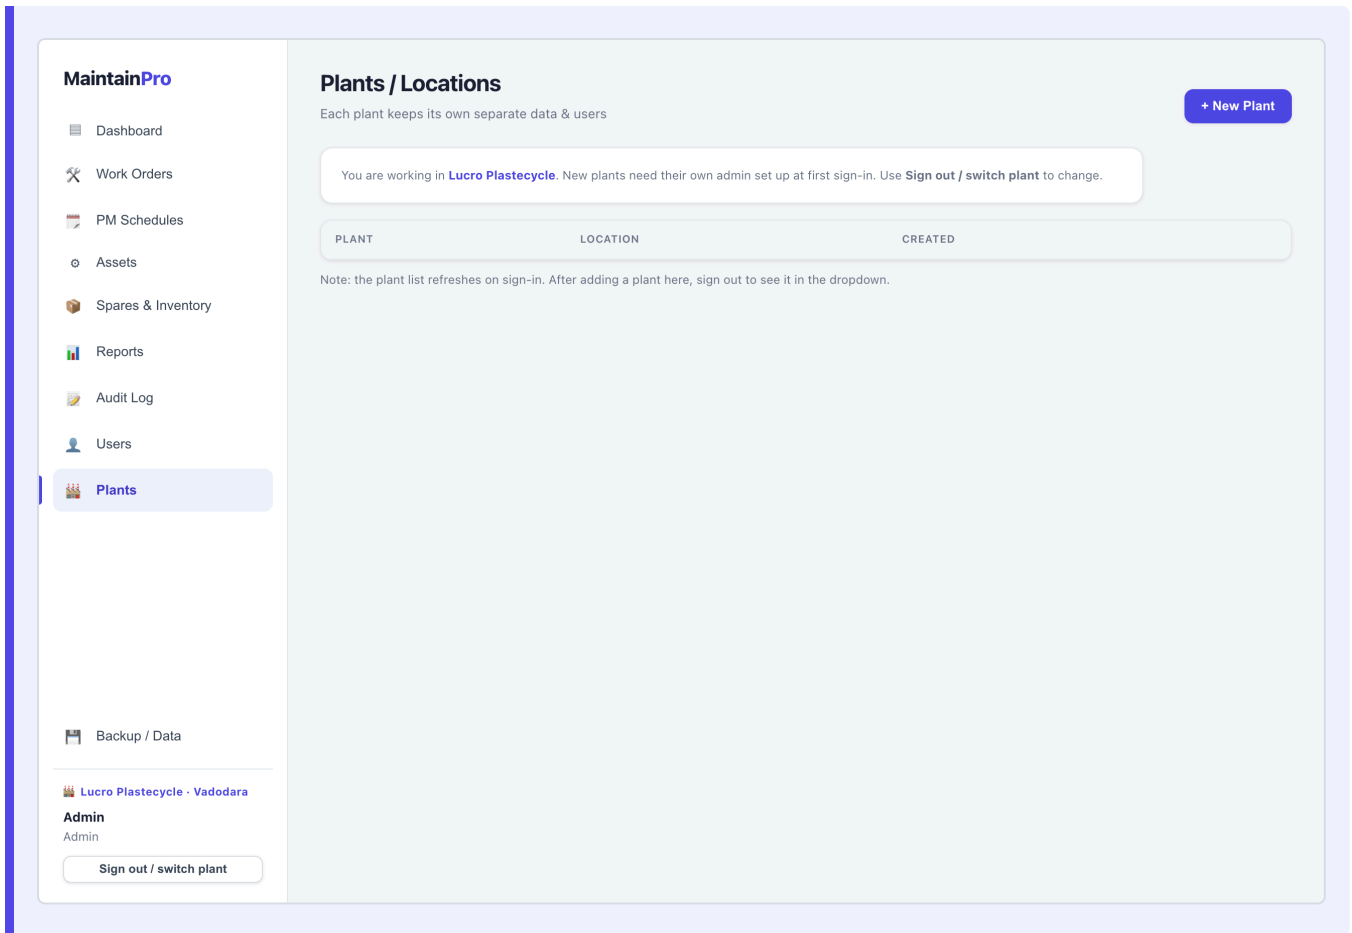 MaintainPro
Dashboard
Work Orders
PM Schedules
Assets
Spares & Inventory
Reports
Audit Log
Users
Plants
Backup / Data
Lucro Plastecycle · Vadodara
Admin
Admin
Sign out / switch plant
Plants / Locations
Each plant keeps its own separate data & users
+ New Plant
You are working in Lucro Plastecycle. New plants need their own admin set up at first sign-in. Use Sign out / switch plant to change.
PLANT LOCATION CREATED
Note: the plant list refreshes on sign-in. After adding a plant here, sign out to see it in the dropdown.